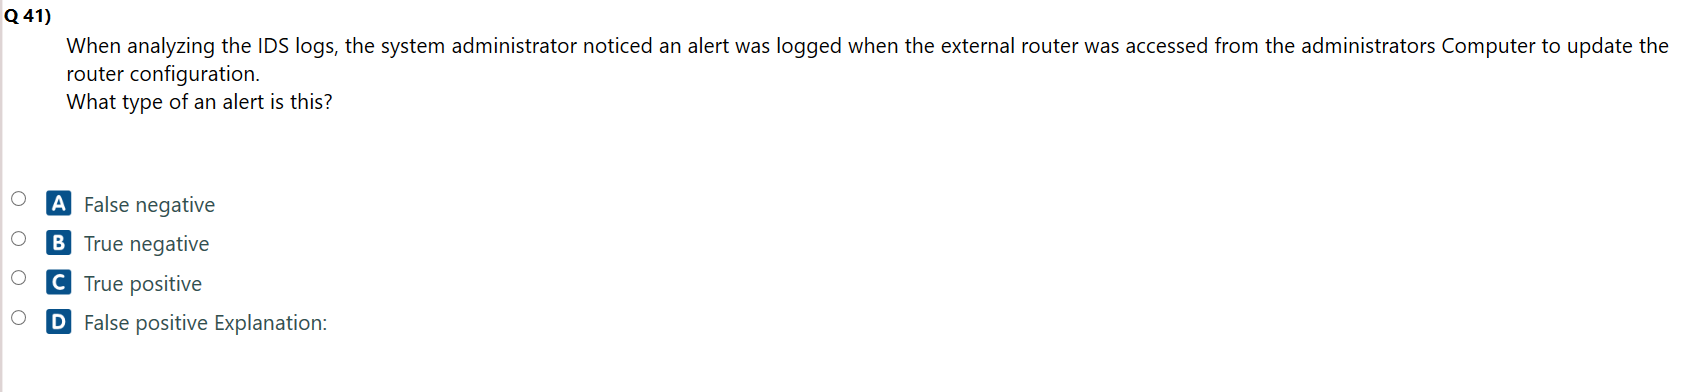 Q 41)
When analyzing the IDS logs, the system administrator noticed an alert was logged when the external router was accessed from the administrators Computer to update the
router configuration.
What type of an alert is this?
A False negative
B True negative
C True positive
D False positive Explanation: